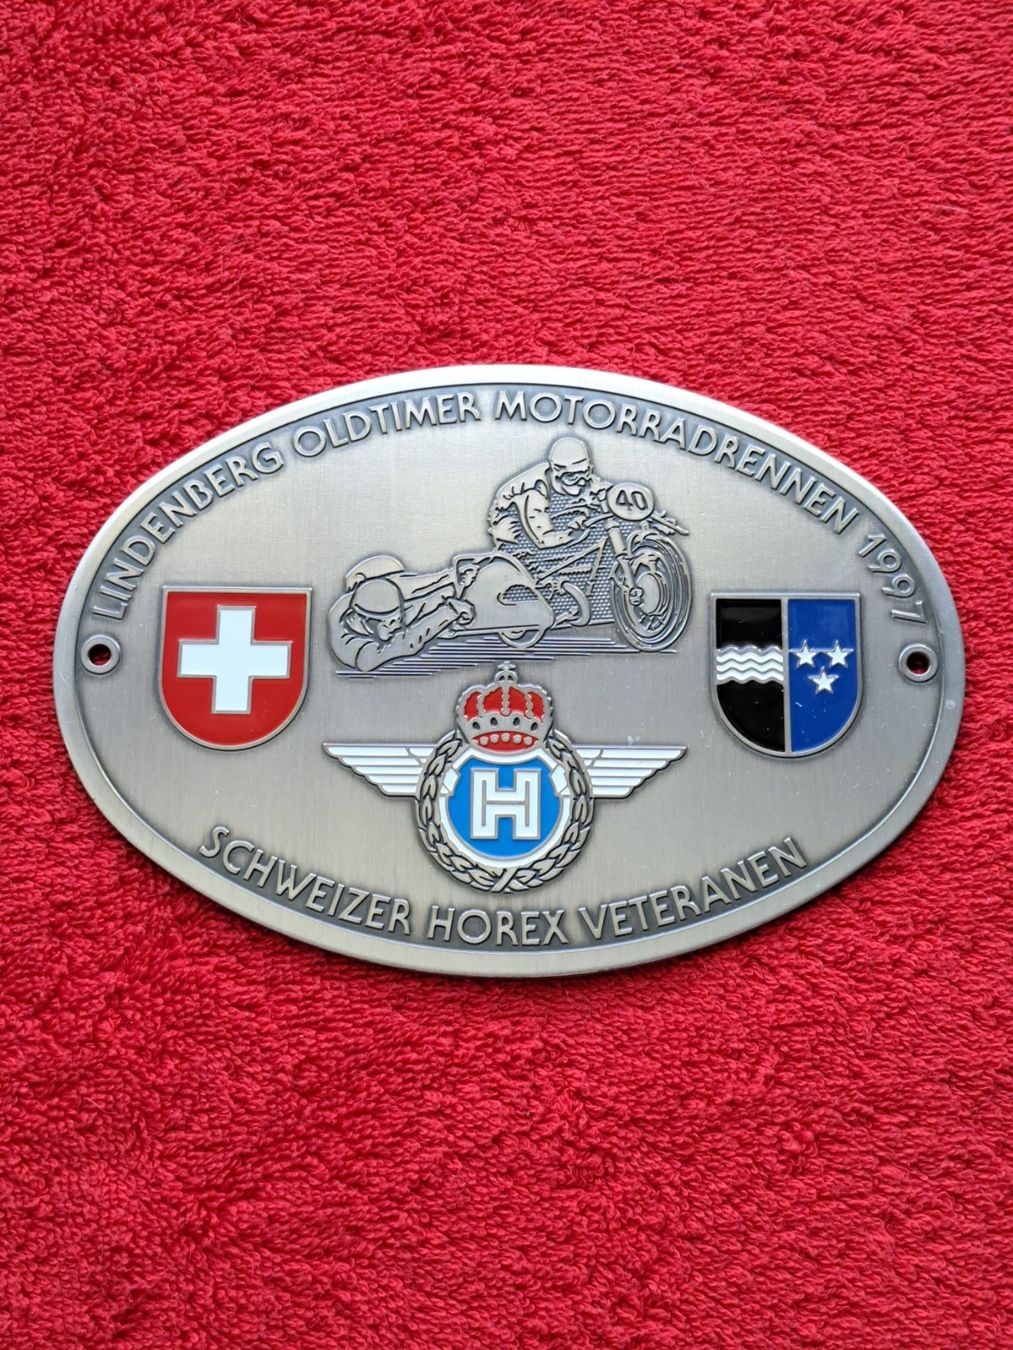 LINDENBERG OLDTIMER MOTORRADRENNEN 1997
40
H
SCHWEIZER HOREX VETERANEN